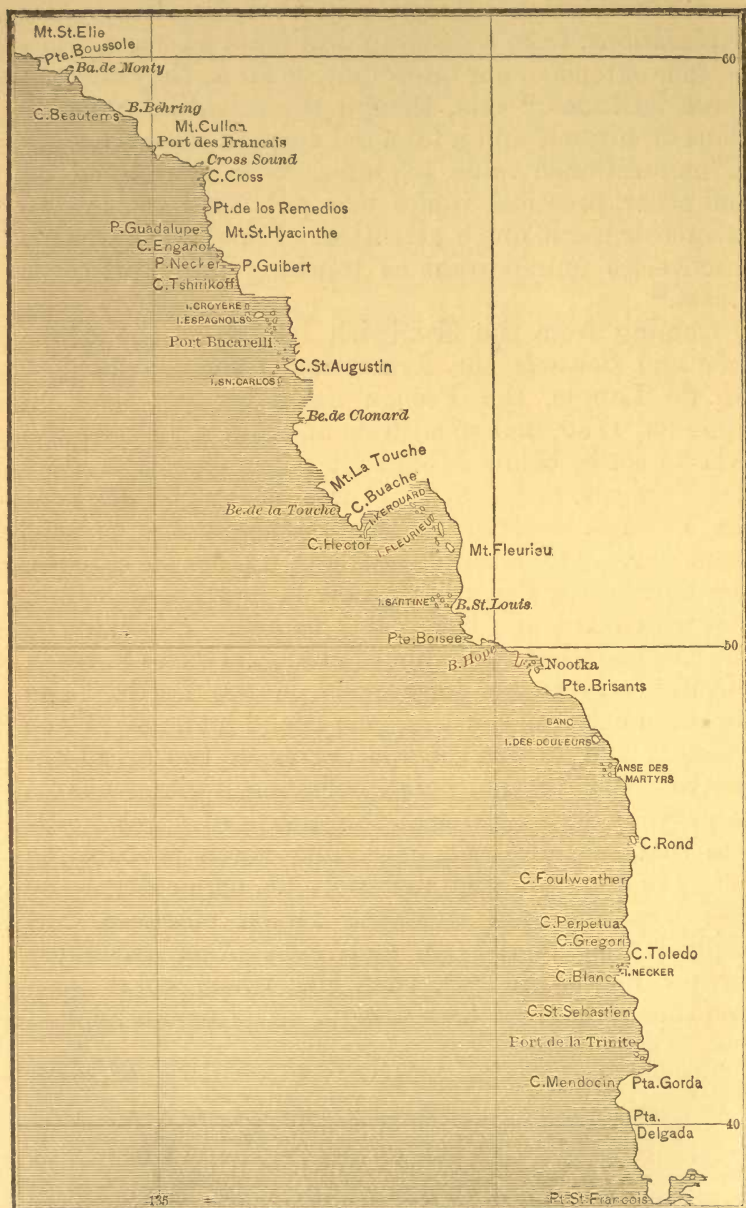 Mt.St.Elie
Pte.Boussole
60
Ba.de Monty
B.Behring
C.Beautems
Mt.Cullon
Port des Francais
Cross Sound
C.Cross
Pt.de los Remedios
P.Guadalupe
Mt.St.Hyacinthe
C.Engano
P.Necker
P.Guibert
C.Tshirikoff
I.CROYÈRE
I.ESPAGNOLS
Port Bucarelli
C.St.Augustin
I.SN.CARLOS
Be.de Clonard
Mt.La Touche
C.Buache
I.KEROUARD
Be.de la Touche
I.FLEURIEU
C.Hector
Mt.Fleurieu
I.SARTINE
B.St.Louis
Pte.Boisee
50
B.Hope
Nootka
Pte.Brisants
BANC
I.DES DOULEURS
ANSE DES
MARTYRS
C.Rond
C.Foulweather
C.Perpetua
C.Gregori
C.Toledo
I.NECKER
C.Blanc
C.St.Sebastien
Port de la Trinite
C.Mendocin
Pta.Gorda
Pta.
Delgada
40
135
Pt.St.François